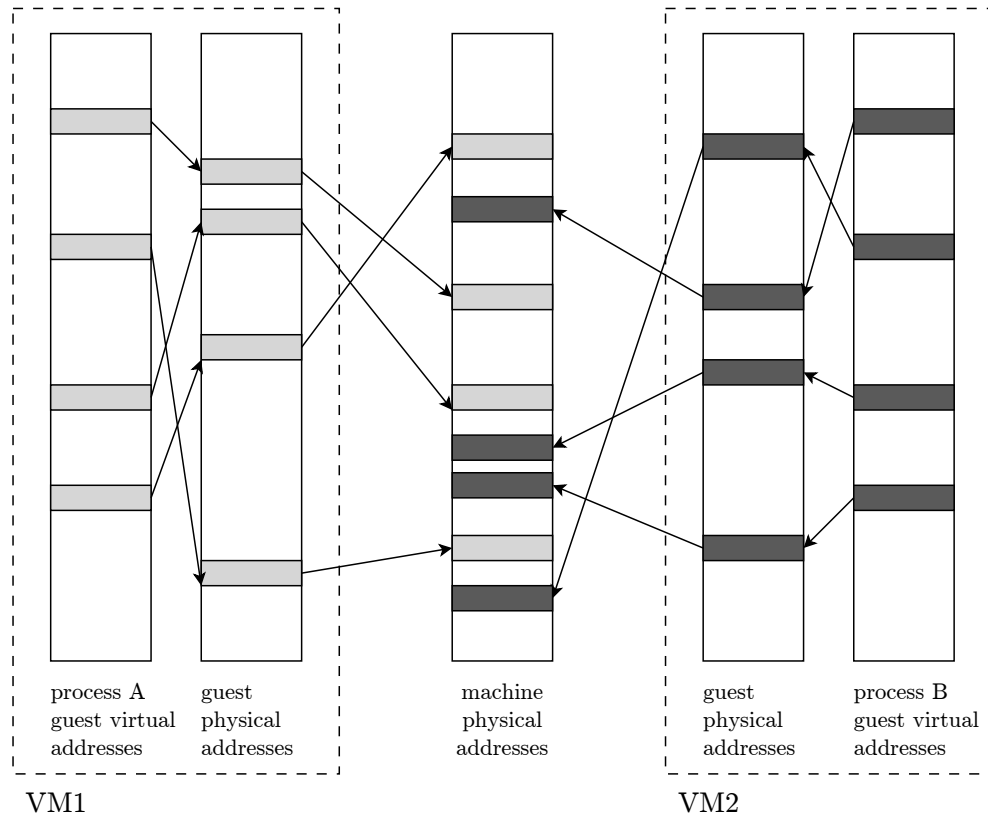 process A
guest virtual
addresses
guest
physical
addresses
machine
physical
addresses
guest
physical
addresses
process B
guest virtual
addresses
VM1
VM2